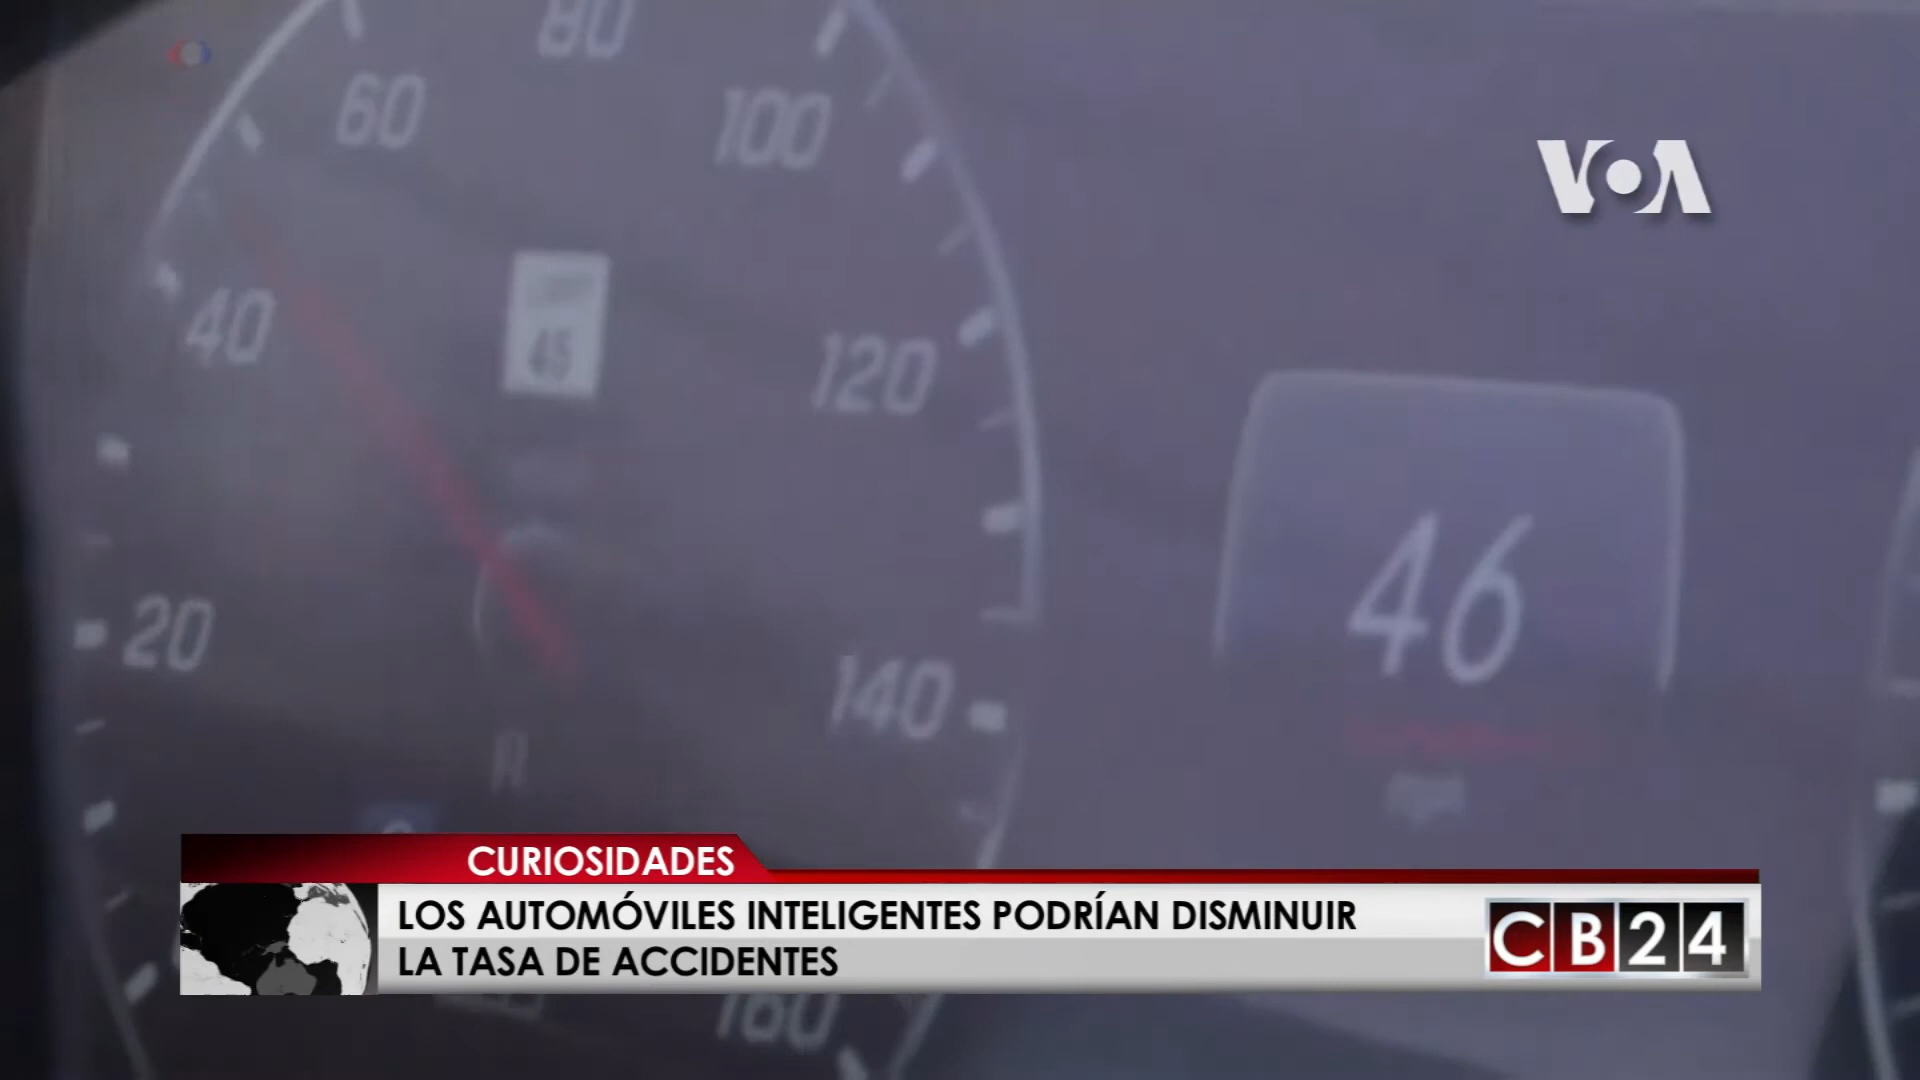 80
60
100
VOA
45
40
120
46
20
140
mph
CURIOSIDADES
LOS AUTOMÓVILES INTELIGENTES PODRÍAN DISMINUIR
LA TASA DE ACCIDENTES
CB24
160